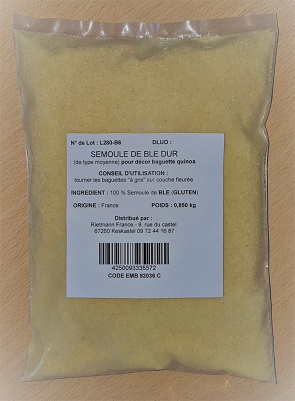 N° de Lot : L280-B6 DLUO :
SEMOULE DE BLE DUR
(de type moyenne) pour décor baguette quinoa
CONSEIL D'UTILISATION :
tourner les baguettes "à gris" sur couche fleurée
INGREDIENT : 100 % Semoule de BLE (GLUTEN)
ORIGINE : France POIDS : 0,850 kg
Distribué par :
Rietmann France - 9, rue du castel
67260 Keskastel 09 72 44 16 87
4250093335572
CODE EMB 92036 C